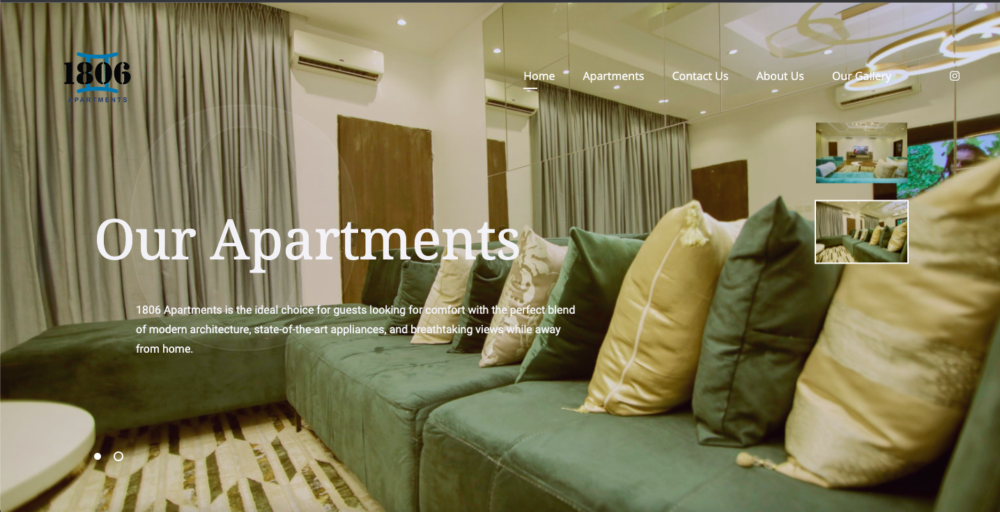 1806
APARTMENTS
Home Apartments Contact Us About Us Our Gallery
Our Apartments
1806 Apartments is the ideal choice for guests looking for comfort with the perfect blend
of modern architecture, state-of-the-art appliances, and breathtaking views while away
from home.